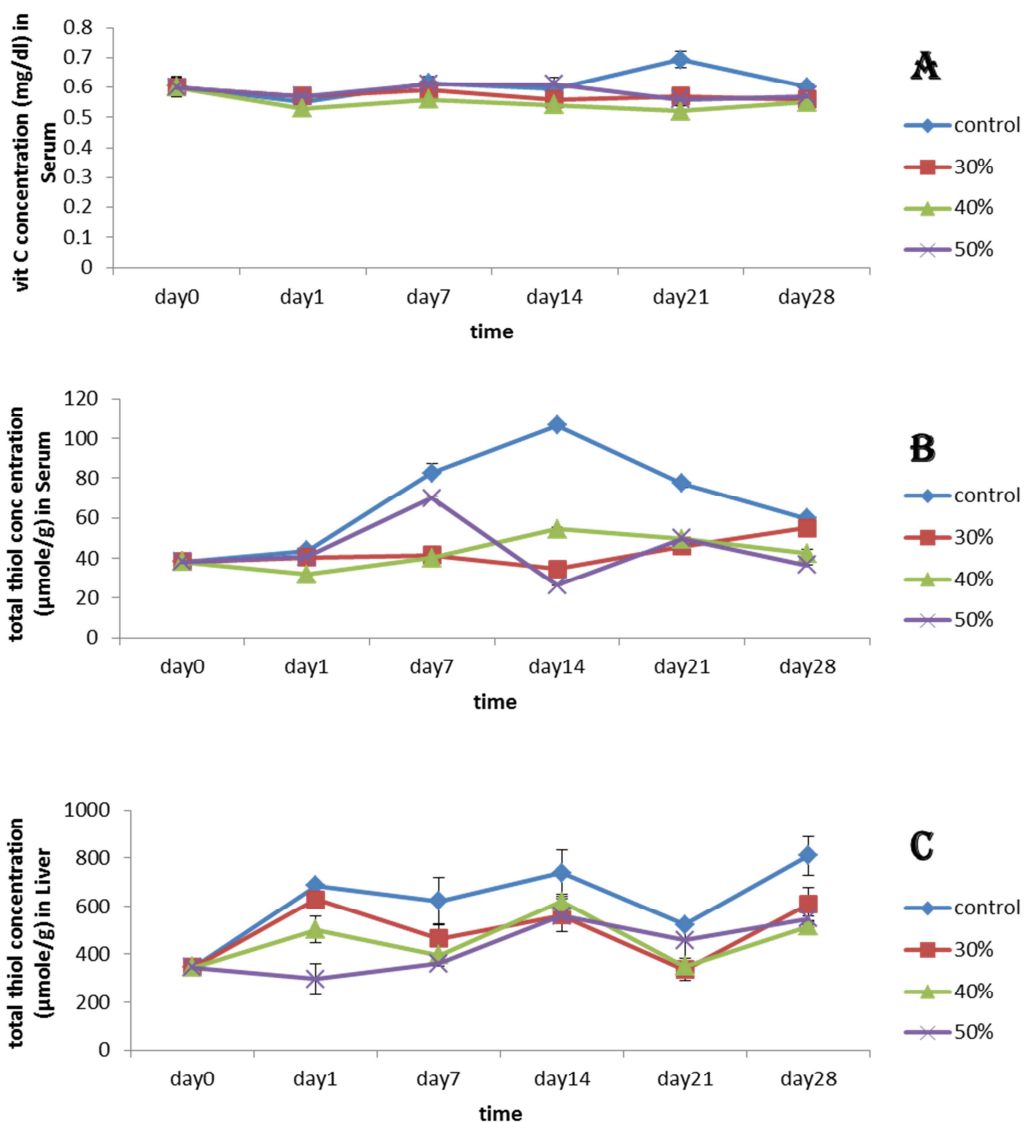 vit C concentration (mg/dl) in
Serum
0.8
0.7
0.6
0.5
0.4
0.3
0.2
0.1
0
day0 day1 day7 day14 day21 day28
time
A
control
30%
40%
50%
total thiol conc entration
(µmole/g) in Serum
120
100
80
60
40
20
0
day0 day1 day7 day14 day21 day28
time
B
control
30%
40%
50%
total thiol concentration
(µmole/g) in Liver
1000
800
600
400
200
0
day0 day1 day7 day14 day21 day28
time
C
control
30%
40%
50%